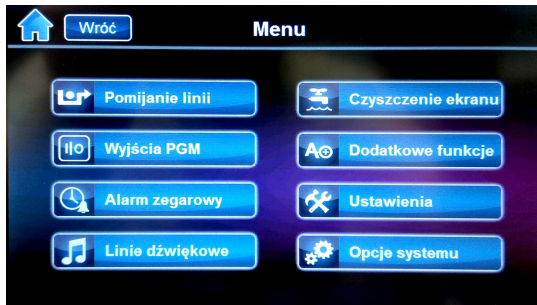 Wróć
Menu
Pomijanie linii
Czyszczenie ekranu
Wyjścia PGM
Dodatkowe funkcje
Alarm zegarowy
Ustawienia
Linie dźwiękowe
Opcje systemu